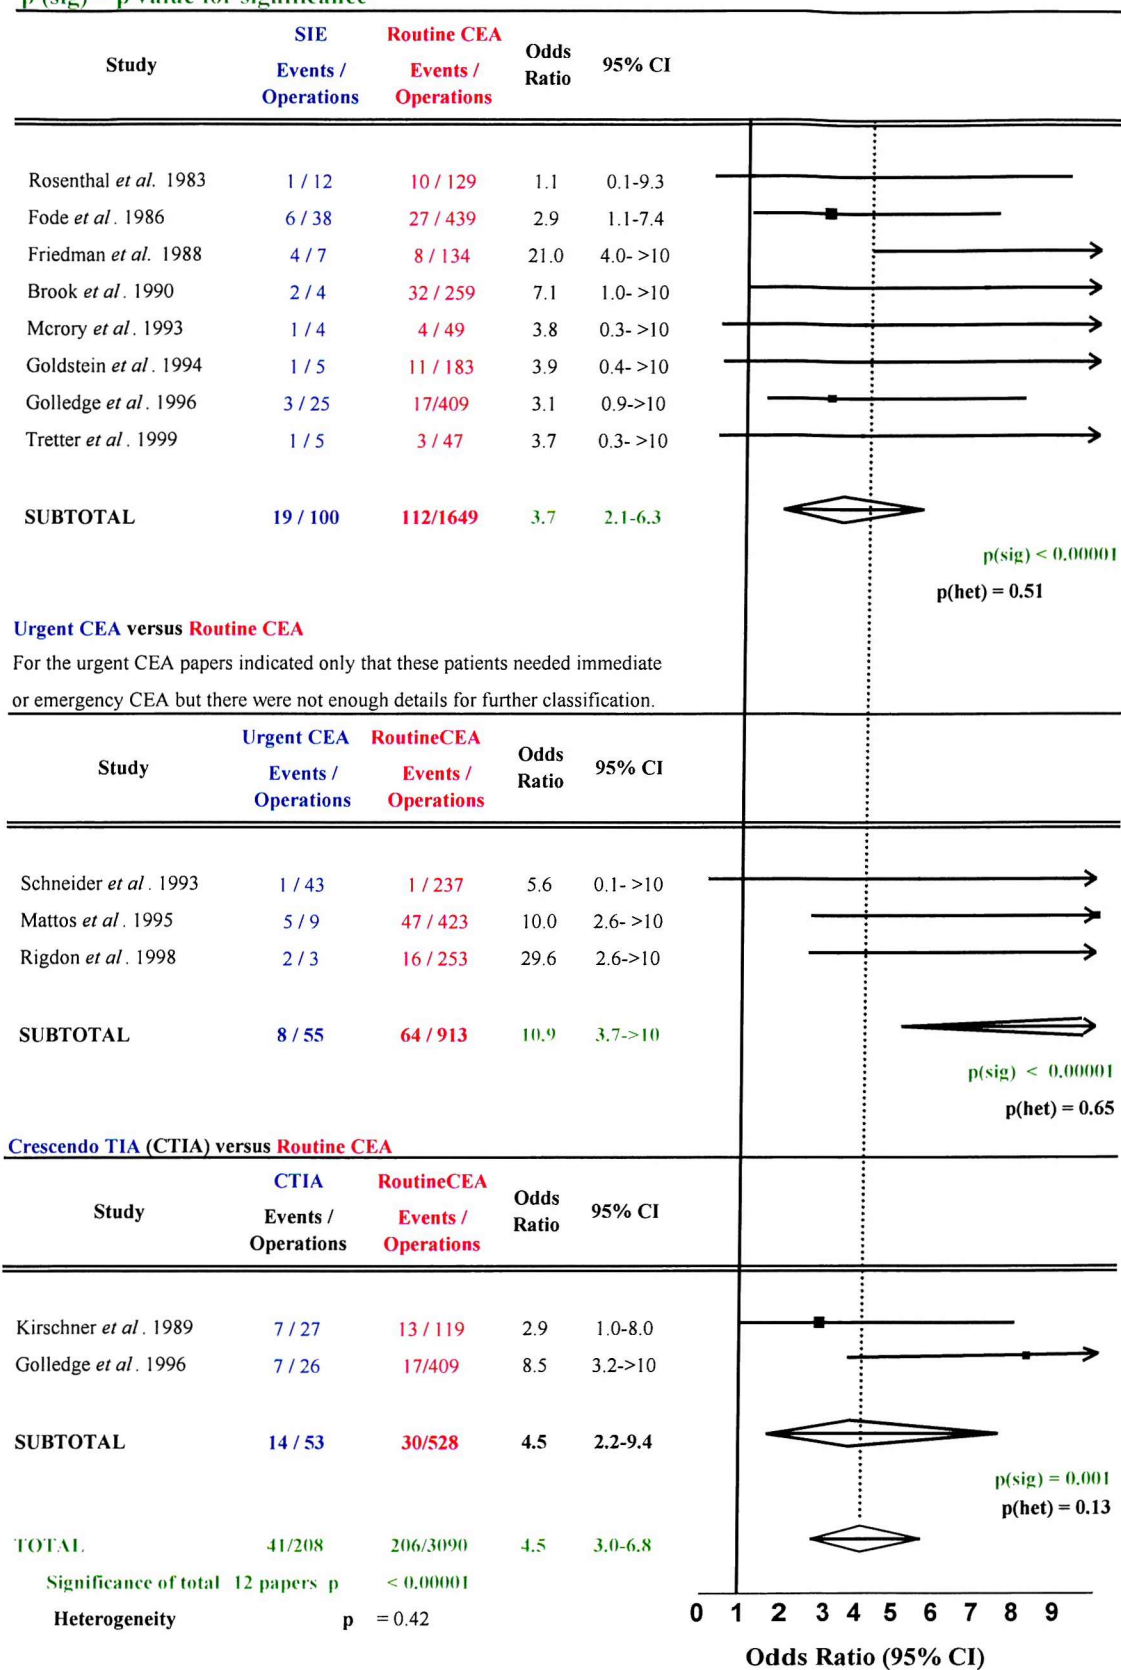 p (sig) = p value for significance
Study SIE Events / Operations Routine CEA Events / Operations Odds Ratio 95% CI
Rosenthal et al. 1983 1 / 12 10 / 129 1.1 0.1-9.3
Fode et al. 1986 6 / 38 27 / 439 2.9 1.1-7.4
Friedman et al. 1988 4 / 7 8 / 134 21.0 4.0- >10
Brook et al. 1990 2 / 4 32 / 259 7.1 1.0- >10
Mcrory et al. 1993 1 / 4 4 / 49 3.8 0.3- >10
Goldstein et al. 1994 1 / 5 11 / 183 3.9 0.4- >10
Golledge et al. 1996 3 / 25 17/409 3.1 0.9->10
Tretter et al. 1999 1 / 5 3 / 47 3.7 0.3- >10
SUBTOTAL 19 / 100 112/1649 3.7 2.1-6.3
p(sig) < 0.00001
p(het) = 0.51
Urgent CEA versus Routine CEA
For the urgent CEA papers indicated only that these patients needed immediate
or emergency CEA but there were not enough details for further classification.
Study Urgent CEA Events / Operations RoutineCEA Events / Operations Odds Ratio 95% CI
Schneider et al. 1993 1 / 43 1 / 237 5.6 0.1- >10
Mattos et al. 1995 5 / 9 47 / 423 10.0 2.6- >10
Rigdon et al. 1998 2 / 3 16 / 253 29.6 2.6->10
SUBTOTAL 8 / 55 64 / 913 10.9 3.7->10
p(sig) < 0.00001
p(het) = 0.65
Crescendo TIA (CTIA) versus Routine CEA
Study CTIA Events / Operations RoutineCEA Events / Operations Odds Ratio 95% CI
Kirschner et al. 1989 7 / 27 13 / 119 2.9 1.0-8.0
Golledge et al. 1996 7 / 26 17/409 8.5 3.2->10
SUBTOTAL 14 / 53 30/528 4.5 2.2-9.4
p(sig) = 0.001
p(het) = 0.13
TOTAL 41/208 206/3090 4.5 3.0-6.8
Significance of total 12 papers p < 0.00001
Heterogeneity p = 0.42
0 1 2 3 4 5 6 7 8 9
Odds Ratio (95% CI)